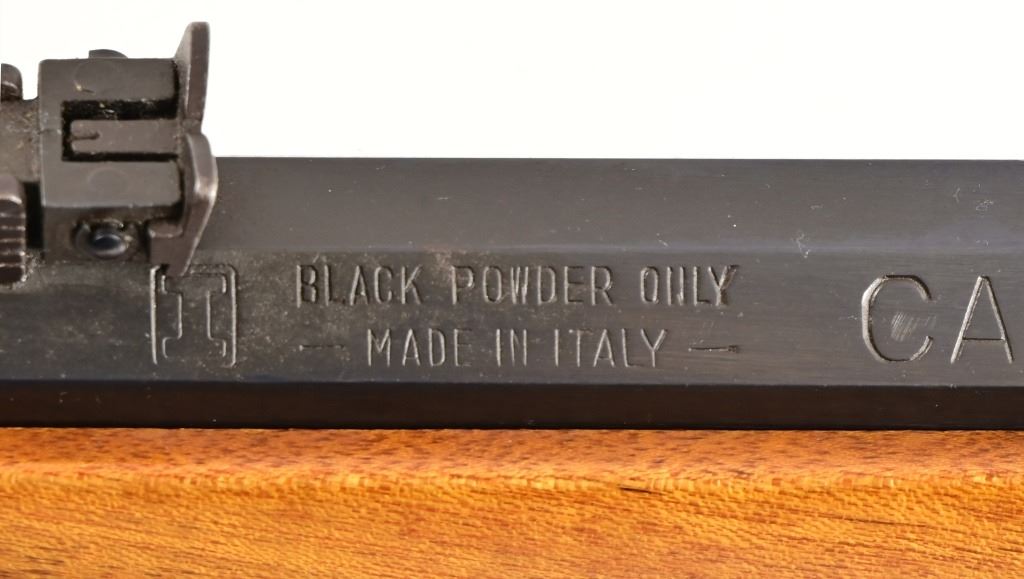 BLACK POWDER ONLY
— MADE IN ITALY —
CA